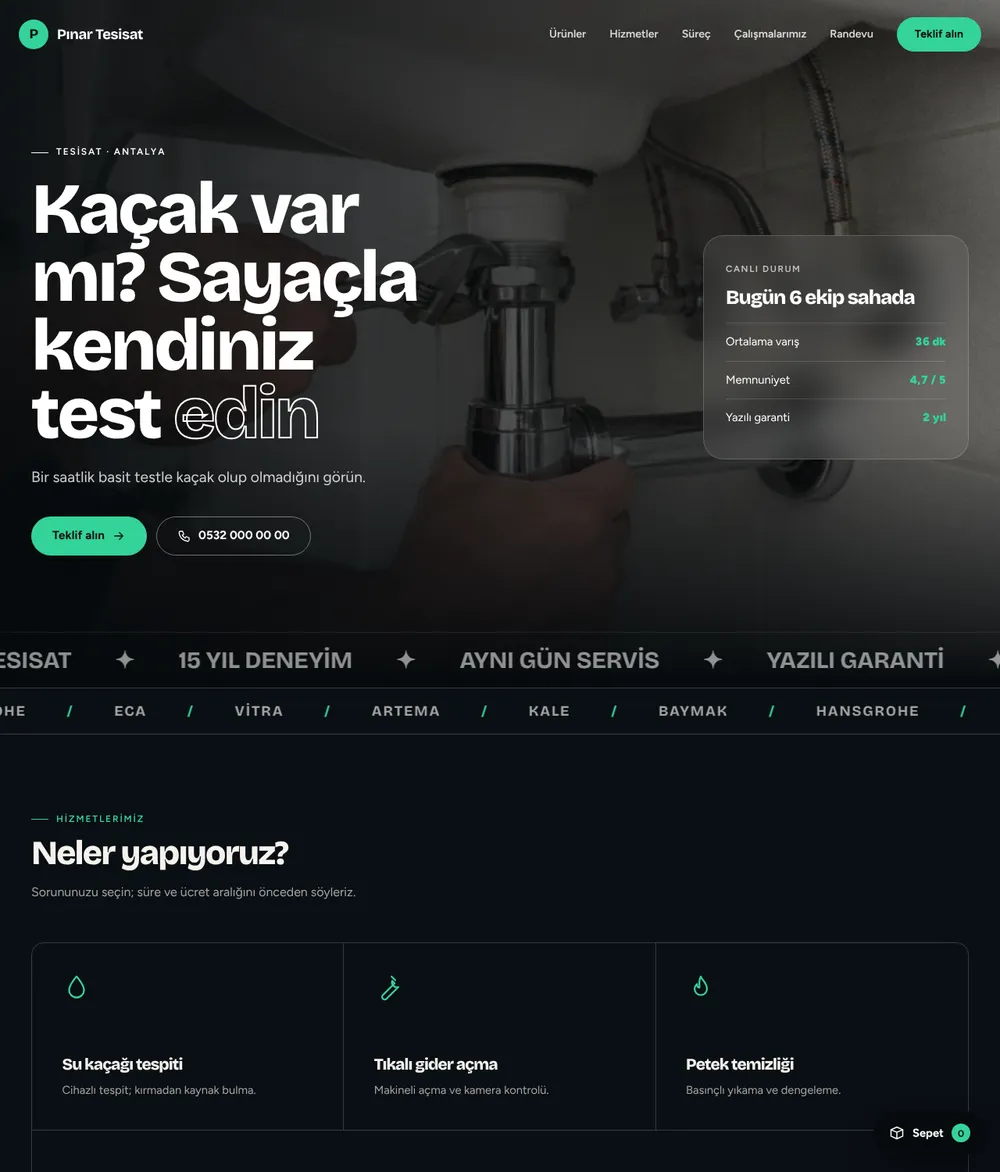 P Pınar Tesisat
Ürünler Hizmetler Süreç Çalışmalarımız Randevu Teklif alın
TESİSAT · ANTALYA
Kaçak var
mı? Sayaçla
kendiniz
test edin
Bir saatlik basit testle kaçak olup olmadığını görün.
Teklif alın → 0532 000 00 00
CANLI DURUM
Bugün 6 ekip sahada
Ortalama varış 36 dk
Memnuniyet 4,7 / 5
Yazılı garanti 2 yıl
ESISAT ✦ 15 YIL DENEYİM ✦ AYNI GÜN SERVİS ✦ YAZILI GARANTİ ✦
OHE / ECA / VİTRA / ARTEMA / KALE / BAYMAK / HANSGROHE /
HİZMETLERİMİZ
Neler yapıyoruz?
Sorununuzu seçin; süre ve ücret aralığını önceden söyleriz.
Su kaçağı tespiti
Cihazlı tespit; kırmadan kaynak bulma.
Tıkalı gider açma
Makineli açma ve kamera kontrolü.
Petek temizliği
Basınçlı yıkama ve dengeleme.
Sepet 0